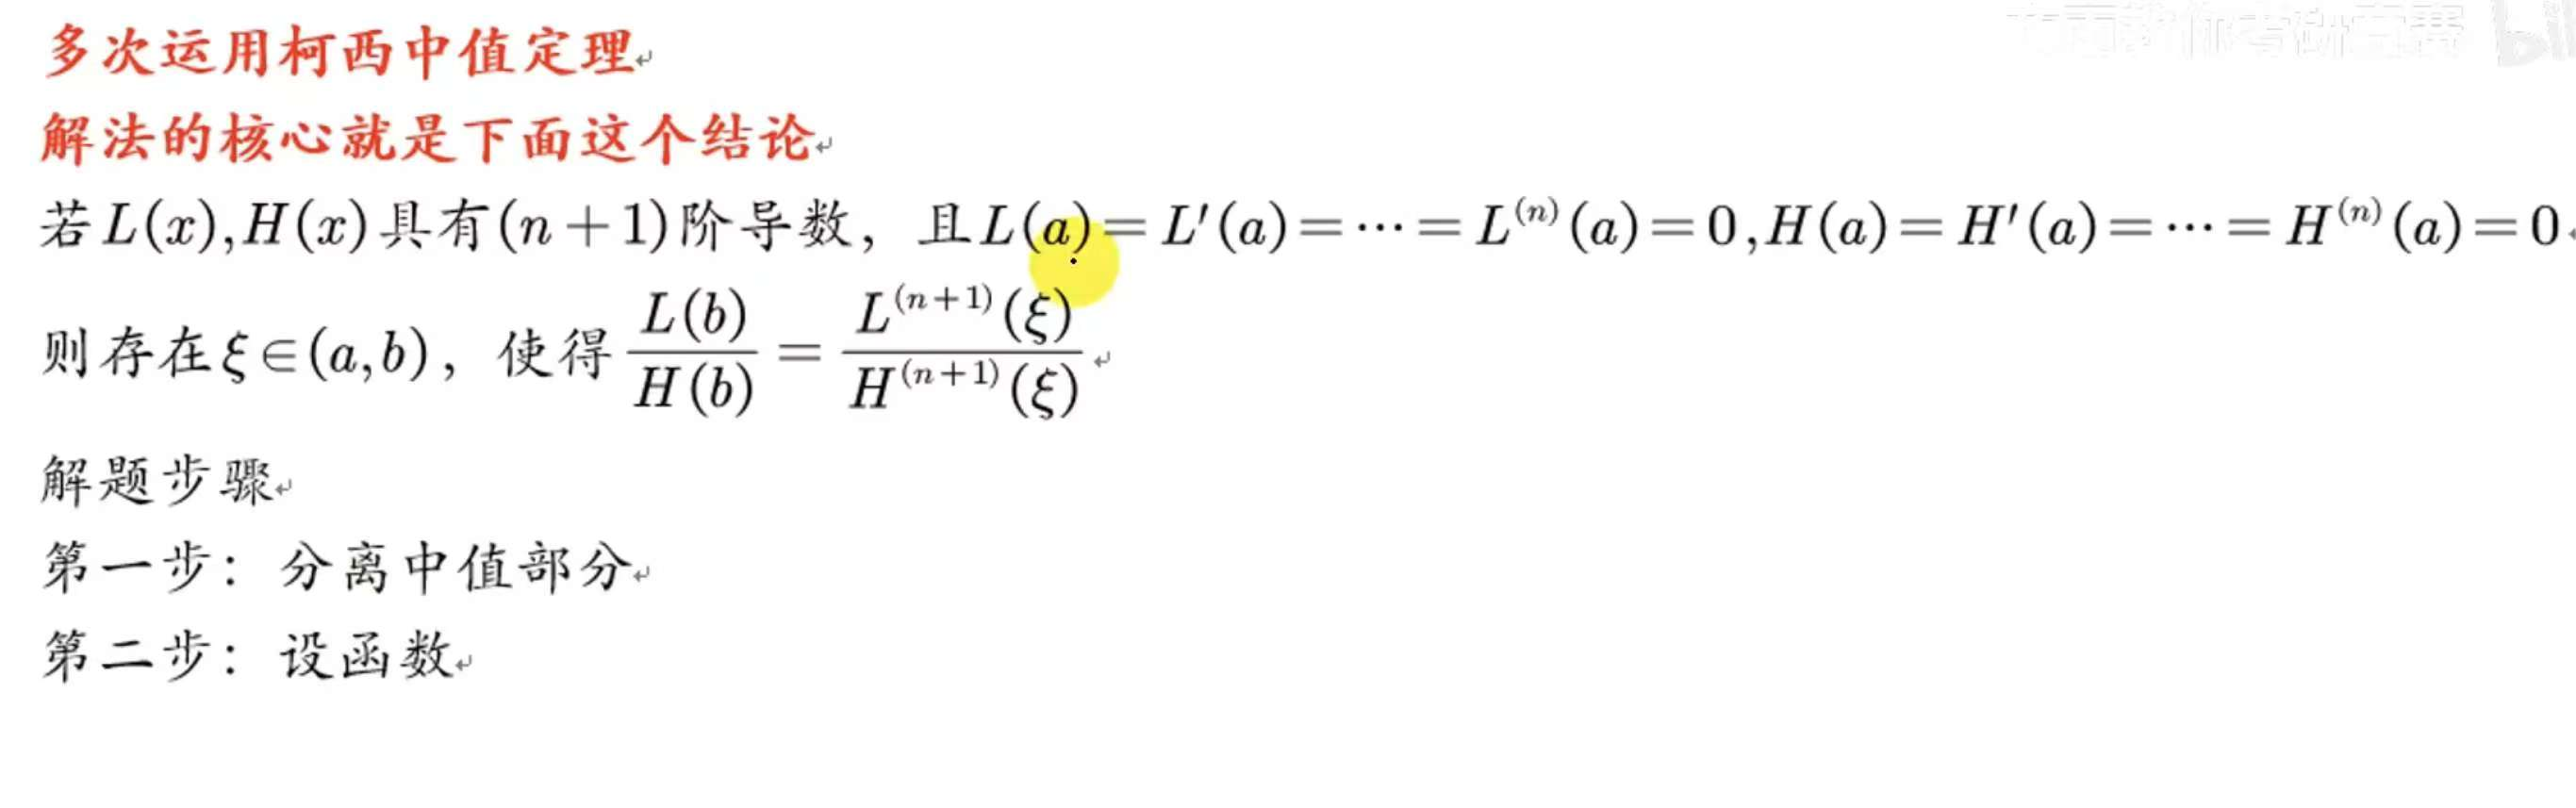 多次运用柯西中值定理
解法的核心就是下面这个结论
若L(x),H(x)具有(n+1)阶导数，且L(a)=L′(a)=⋯=L⁽ⁿ⁾(a)=0,H(a)=H′(a)=⋯=H⁽ⁿ⁾(a)=0
则存在ξ∈(a,b)，使得L(b)/H(b)=L⁽ⁿ⁺¹⁾(ξ)/H⁽ⁿ⁺¹⁾(ξ)
解题步骤
第一步：分离中值部分
第二步：设函数